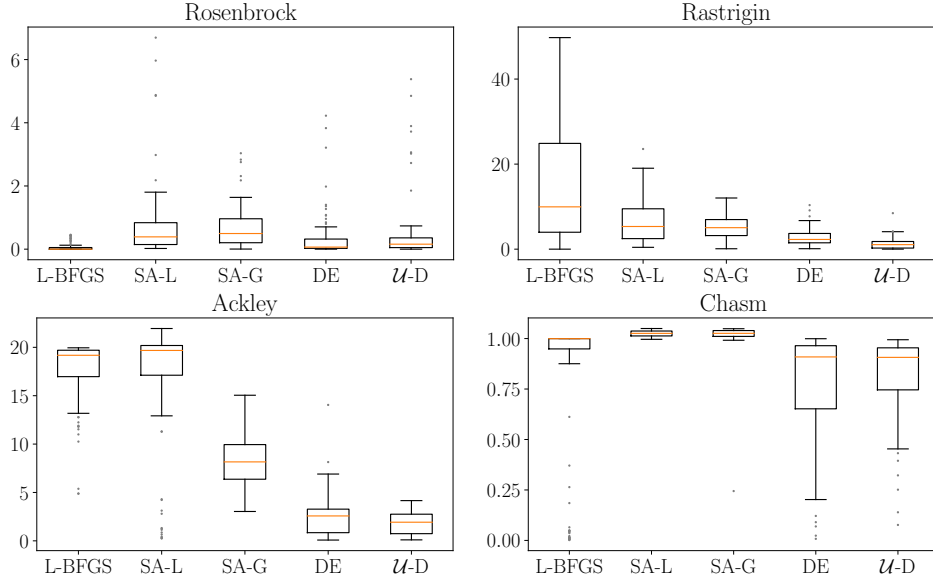 Rosenbrock
6
4
2
0
L-BFGS SA-L SA-G DE 𝒰-D
Rastrigin
40
20
0
L-BFGS SA-L SA-G DE 𝒰-D
Ackley
20
15
10
5
0
L-BFGS SA-L SA-G DE 𝒰-D
Chasm
1.00
0.75
0.50
0.25
0.00
L-BFGS SA-L SA-G DE 𝒰-D